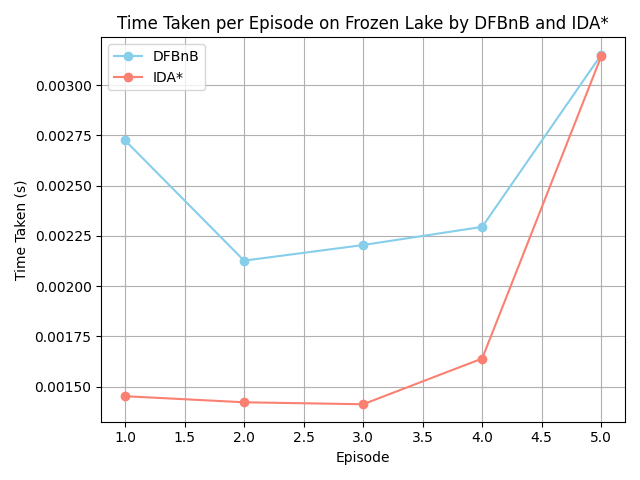 Time Taken per Episode on Frozen Lake by DFBnB and IDA*
DFBnB
IDA*
0.00300
0.00275
0.00250
0.00225
0.00200
0.00175
0.00150
Time Taken (s)
1.0 1.5 2.0 2.5 3.0 3.5 4.0 4.5 5.0
Episode